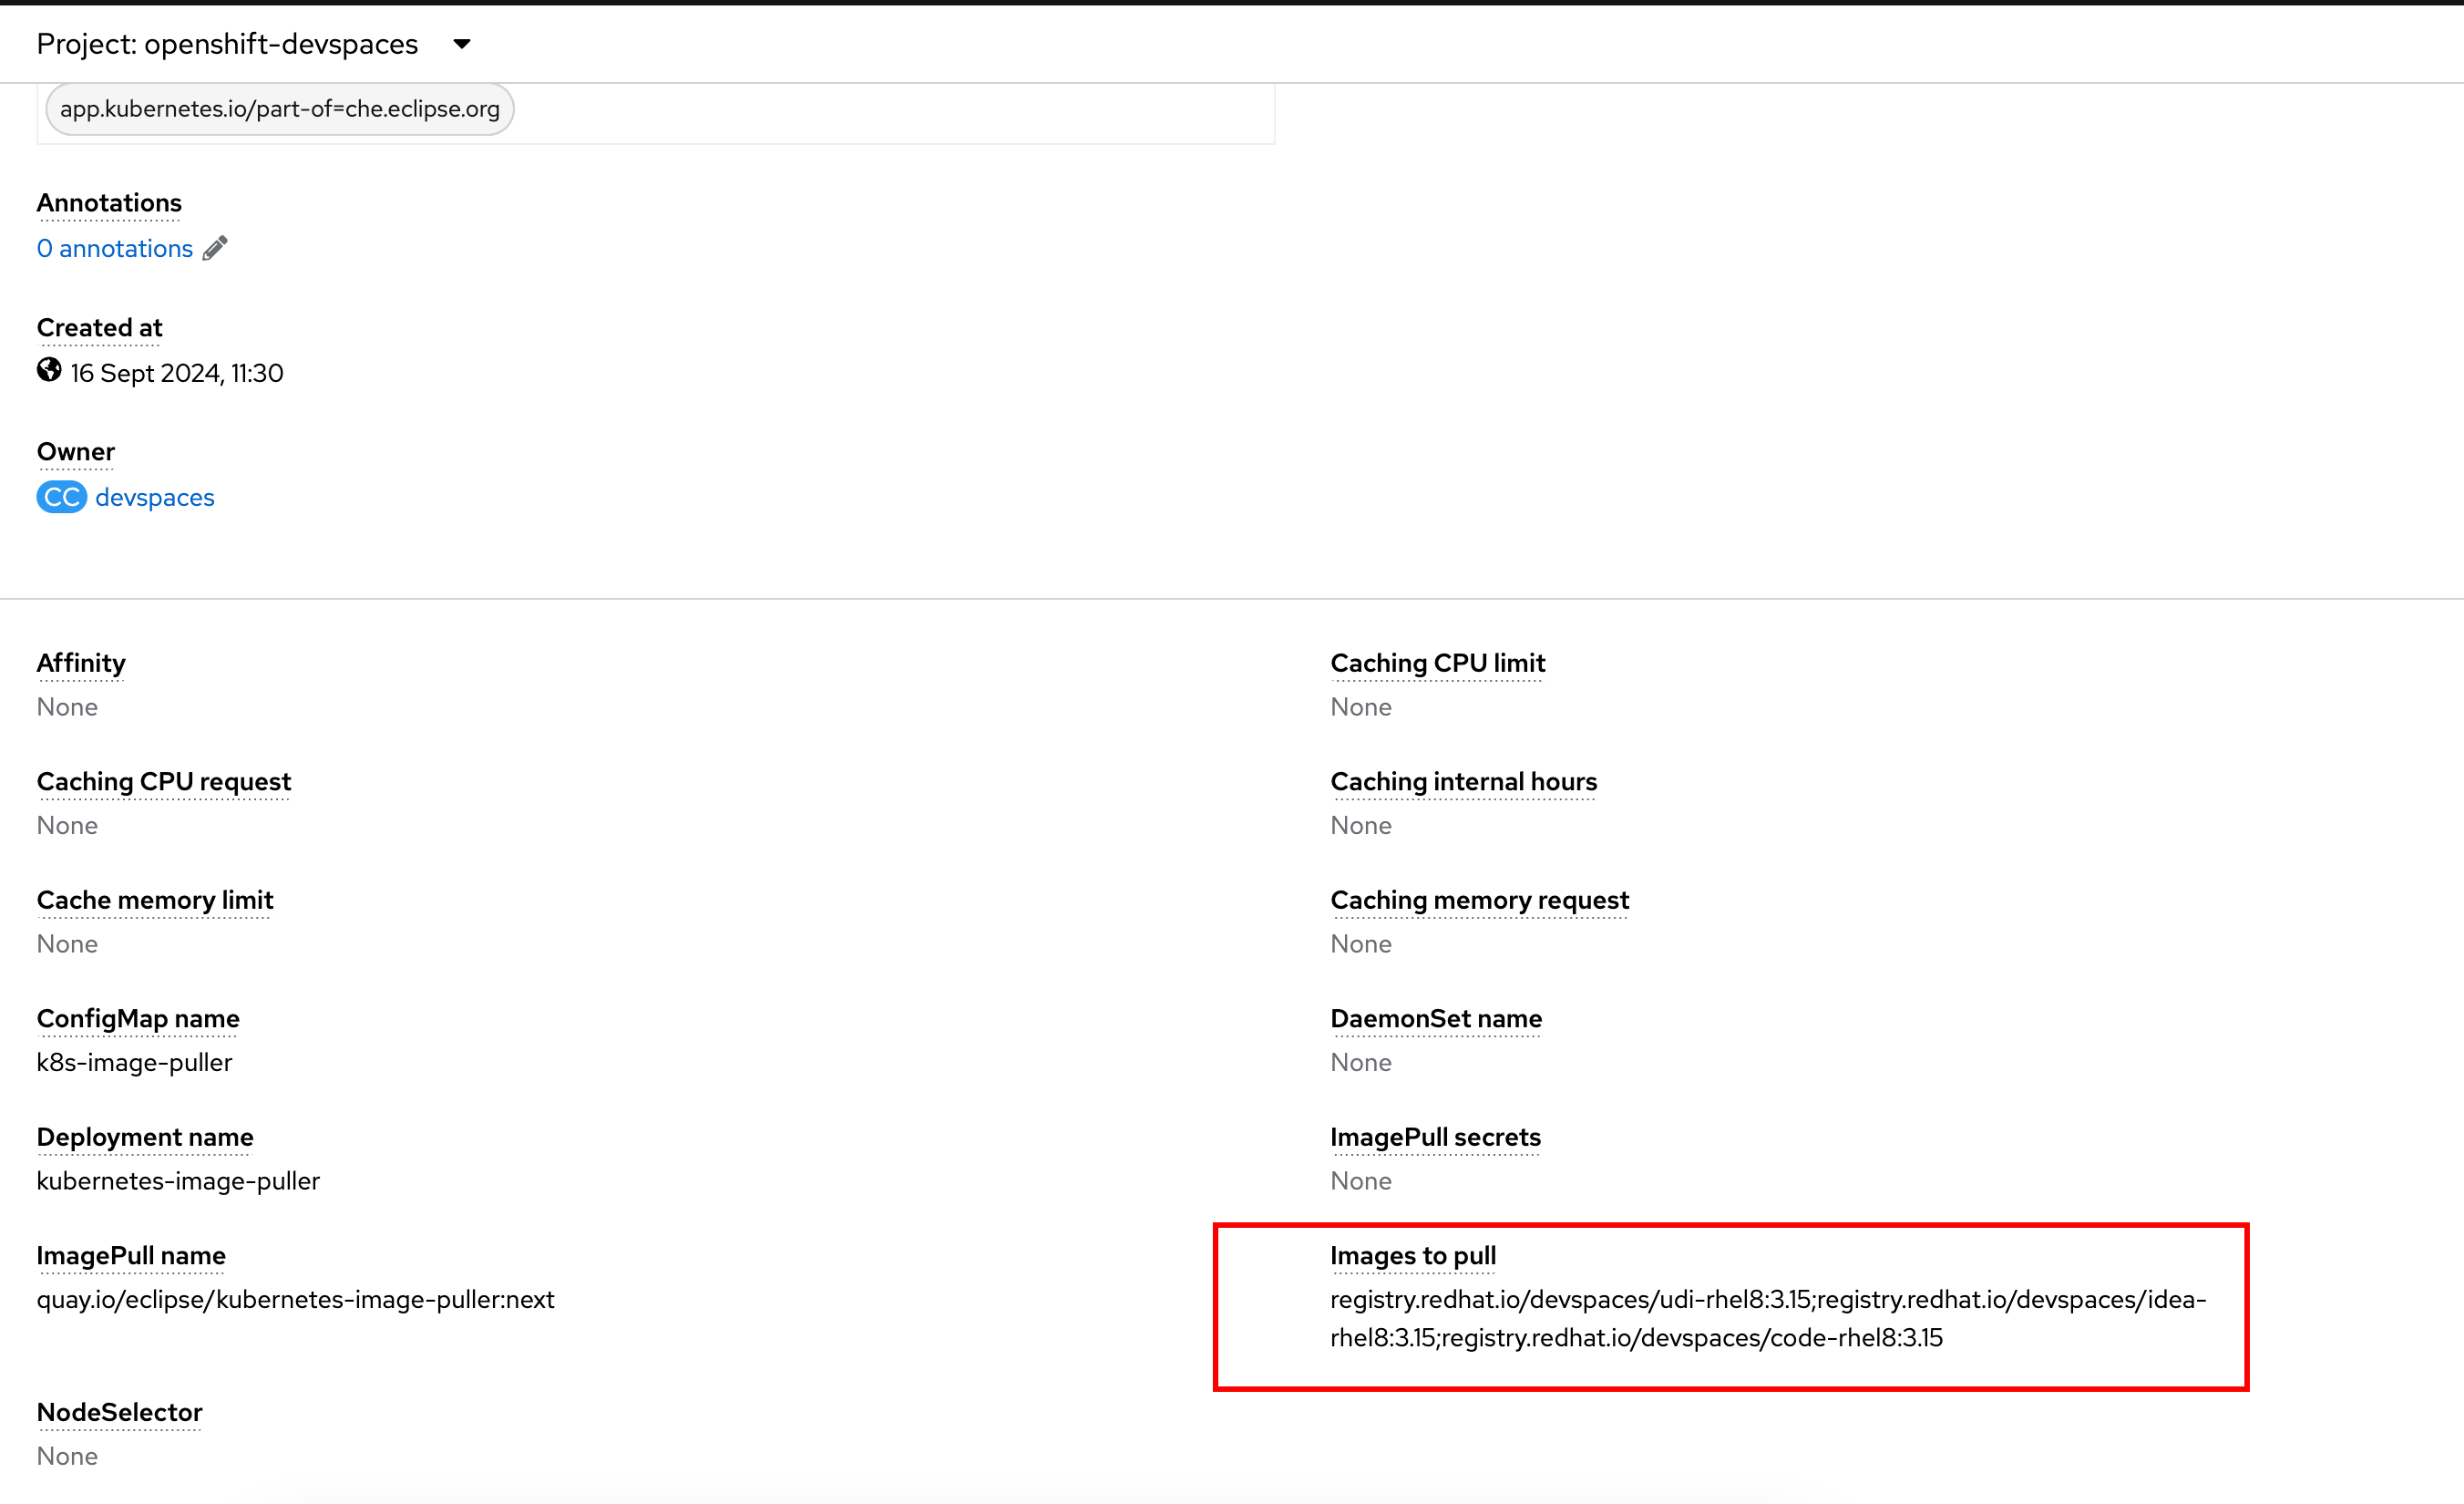 Project: openshift-devspaces
app.kubernetes.io/part-of=che.eclipse.org
Annotations
0 annotations
Created at
16 Sept 2024, 11:30
Owner
CC devspaces
Affinity
None
Caching CPU limit
None
Caching CPU request
None
Caching internal hours
None
Cache memory limit
None
Caching memory request
None
ConfigMap name
k8s-image-puller
DaemonSet name
None
Deployment name
kubernetes-image-puller
ImagePull secrets
None
ImagePull name
quay.io/eclipse/kubernetes-image-puller:next
Images to pull
registry.redhat.io/devspaces/udi-rhel8:3.15;registry.redhat.io/devspaces/idea-
rhel8:3.15;registry.redhat.io/devspaces/code-rhel8:3.15
NodeSelector
None